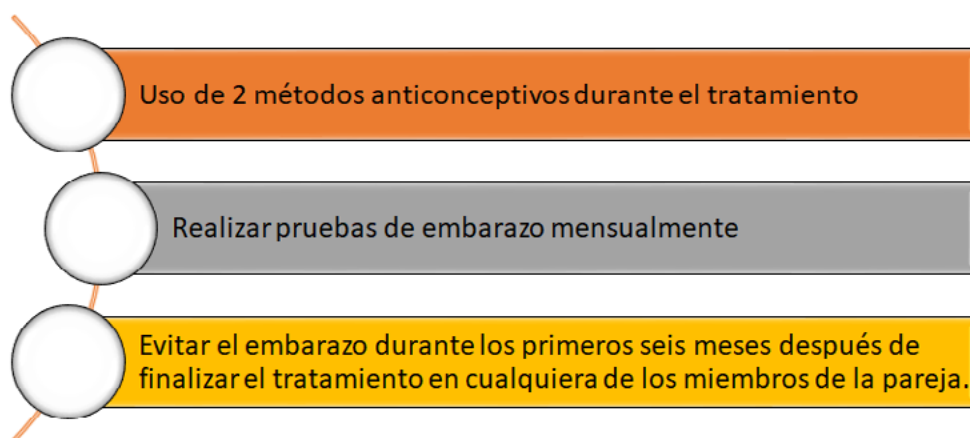 Uso de 2 métodos anticonceptivos durante el tratamiento
Realizar pruebas de embarazo mensualmente
Evitar el embarazo durante los primeros seis meses después de
finalizar el tratamiento en cualquiera de los miembros de la pareja.